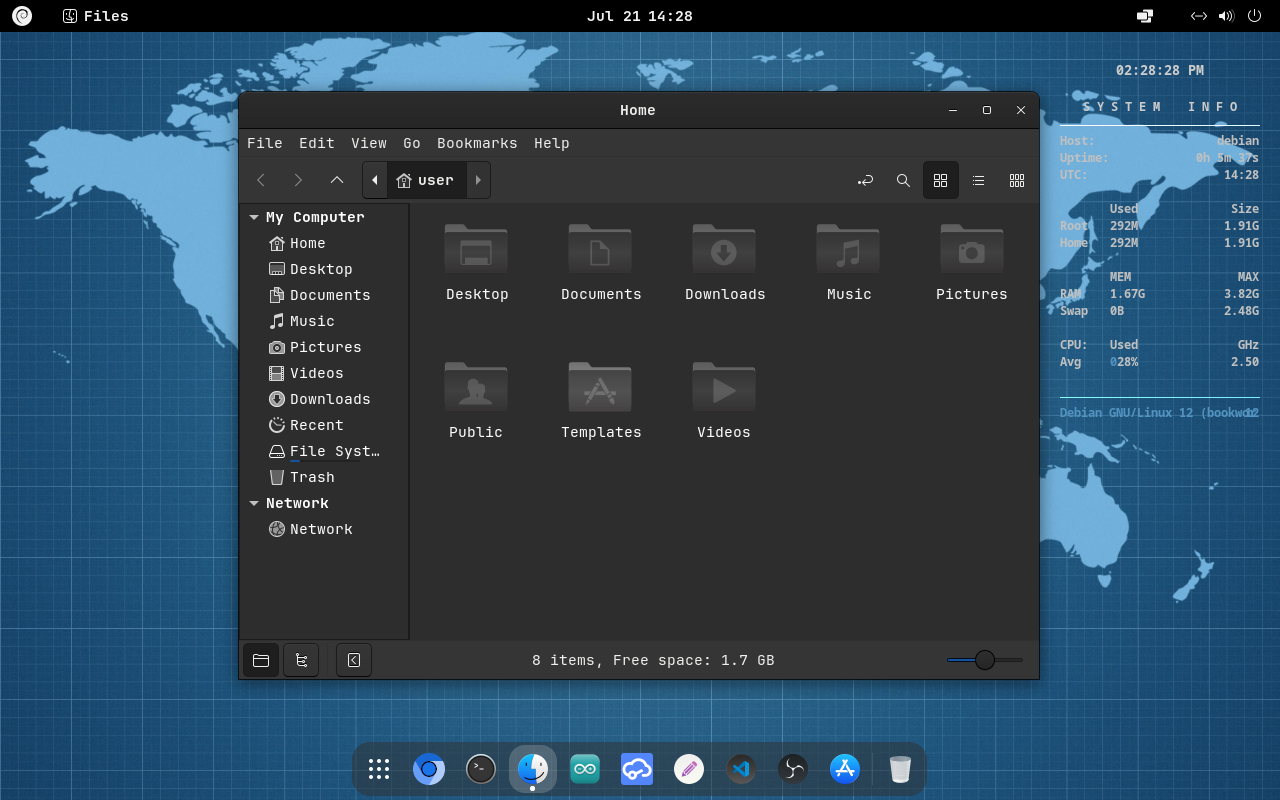 Files
Jul 21 14:28
02:28:28 PM
SYSTEM INFO
Host: debian
Uptime: 0h 5m 37s
UTC: 14:28
Used Size
Root 292M 1.91G
Home 292M 1.91G
MEM MAX
RAM 1.67G 3.82G
Swap 0B 2.48G
CPU: Used GHz
Avg 028% 2.50
Debian GNU/Linux 12 (bookwo
Home
File Edit View Go Bookmarks Help
user
My Computer
Home
Desktop
Documents
Music
Pictures
Videos
Downloads
Recent
File Syst…
Trash
Network
Network
Desktop Documents Downloads Music Pictures
Public Templates Videos
8 items, Free space: 1.7 GB